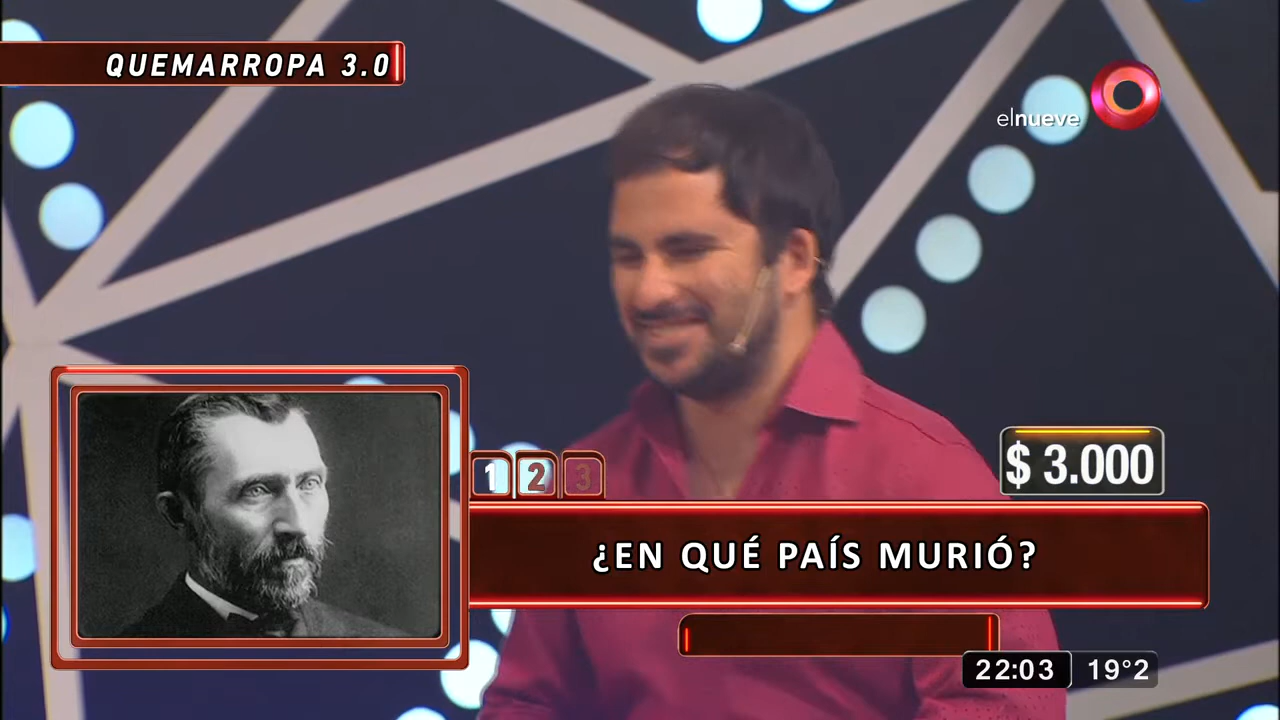 QUEMARROPA 3.0
elnueve
1 2 3
$ 3.000
¿EN QUÉ PAÍS MURIÓ?
22:03 19°2